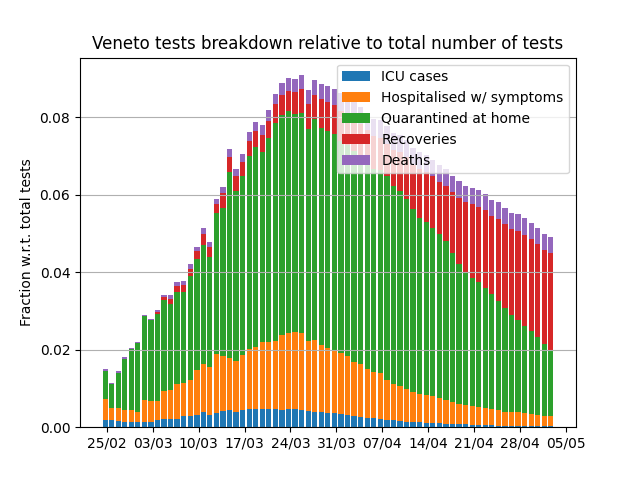 Veneto tests breakdown relative to total number of tests
ICU cases
Hospitalised w/ symptoms
Quarantined at home
Recoveries
Deaths
Fraction w.r.t. total tests
0.08
0.06
0.04
0.02
0.00
25/02 03/03 10/03 17/03 24/03 31/03 07/04 14/04 21/04 28/04 05/05